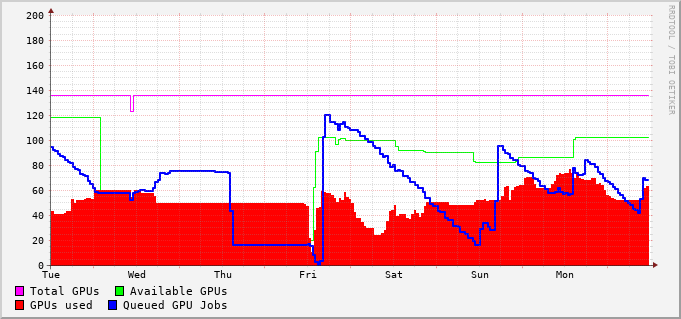 200
180
160
140
120
100
80
60
40
20
0
Tue Wed Thu Fri Sat Sun Mon
Total GPUs Available GPUs
GPUs used Queued GPU Jobs
RRDTOOL / TOBI OETIKER